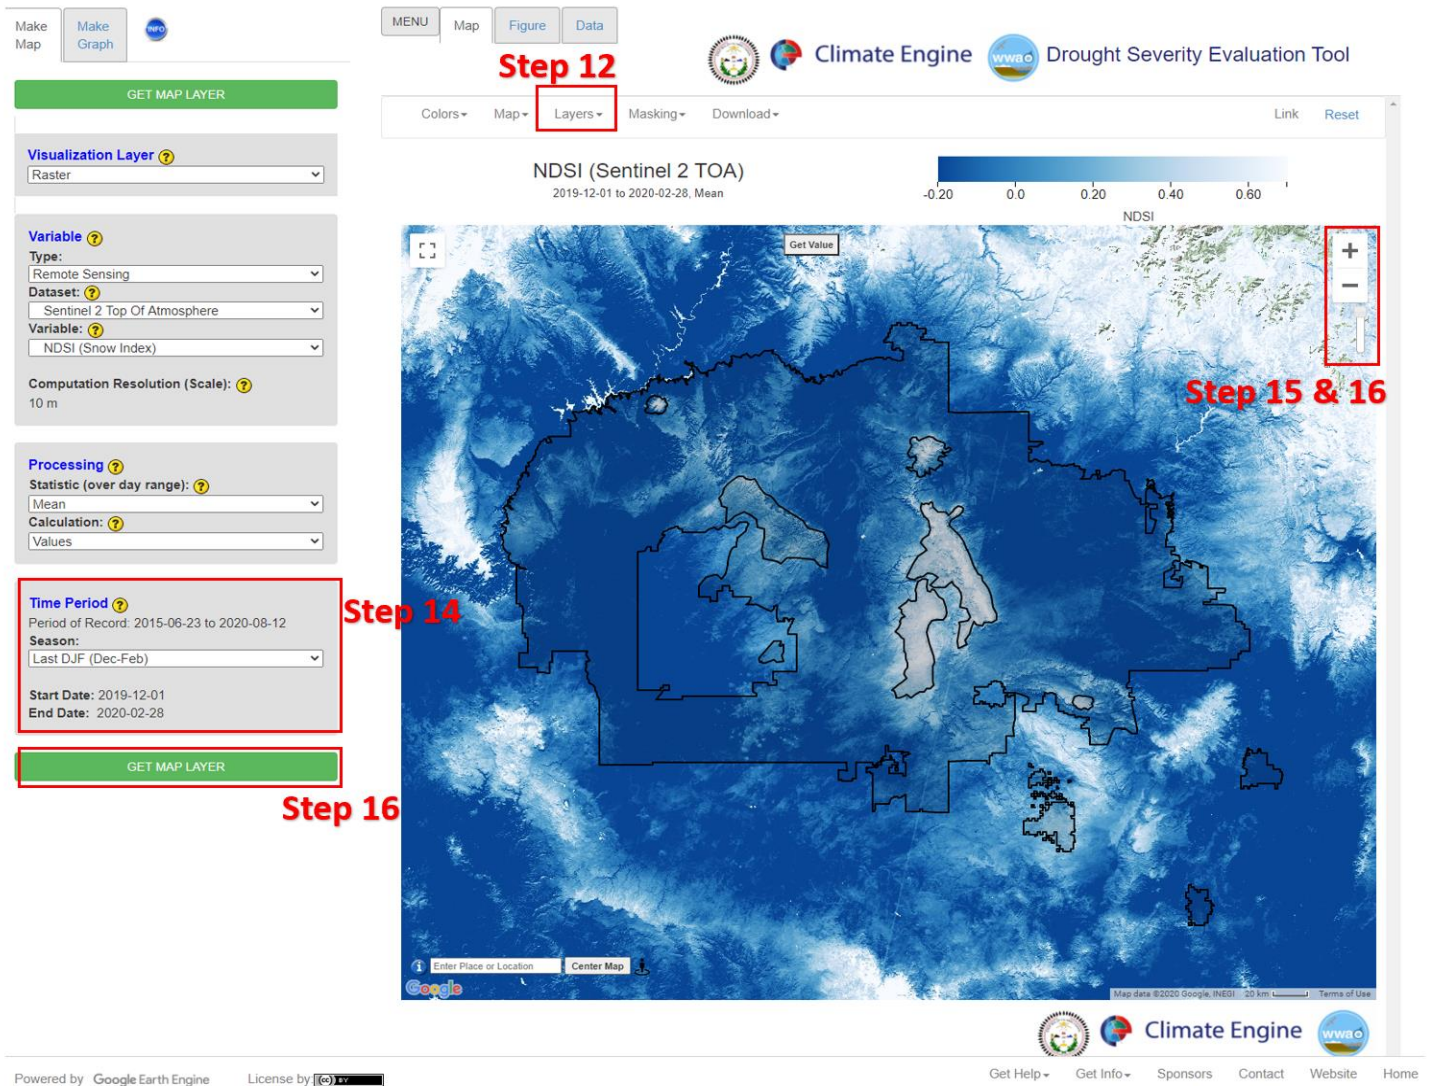 Make
Map
Make
Graph
INFO
GET MAP LAYER
Visualization Layer ?
Raster
Variable ?
Type:
Remote Sensing
Dataset: ?
Sentinel 2 Top Of Atmosphere
Variable: ?
NDSI (Snow Index)
Computation Resolution (Scale): ?
10 m
Processing ?
Statistic (over day range): ?
Mean
Calculation: ?
Values
Time Period ?
Period of Record: 2015-06-23 to 2020-08-12
Season:
Last DJF (Dec-Feb)
Start Date: 2019-12-01
End Date: 2020-02-28
Step 14
GET MAP LAYER
Step 16
MENU
Map
Figure
Data
Step 12
Climate Engine
wwao
Drought Severity Evaluation Tool
Colors
Map
Layers
Masking
Download
Link
Reset
NDSI (Sentinel 2 TOA)
2019-12-01 to 2020-02-28, Mean
-0.20 0.0 0.20 0.40 0.60
NDSI
Get Value
+
−
Step 15 & 16
Enter Place or Location
Center Map
Google
Map data ©2020 Google, INEGI 20 km Terms of Use
Climate Engine
wwao
Powered by Google Earth Engine
License by: (cc) BY
Get Help
Get Info
Sponsors
Contact
Website
Home